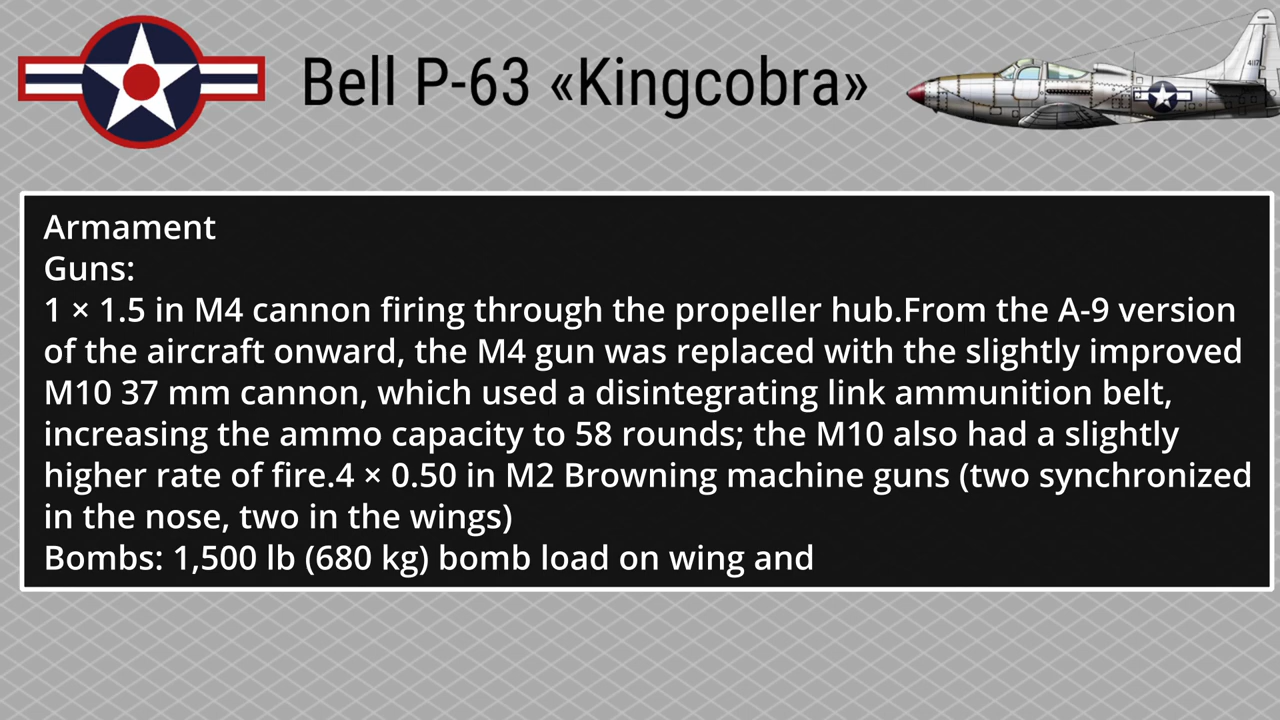 Bell P-63 «Kingcobra»
Armament
Guns:
1 × 1.5 in M4 cannon firing through the propeller hub.From the A-9 version
of the aircraft onward, the M4 gun was replaced with the slightly improved
M10 37 mm cannon, which used a disintegrating link ammunition belt,
increasing the ammo capacity to 58 rounds; the M10 also had a slightly
higher rate of fire.4 × 0.50 in M2 Browning machine guns (two synchronized
in the nose, two in the wings)
Bombs: 1,500 lb (680 kg) bomb load on wing and